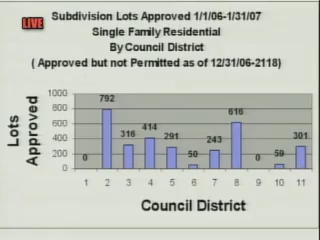 LIVE
Subdivision Lots Approved 1/1/06-1/31/07
Single Family Residential
By Council District
( Approved but not Permitted as of 12/31/06-2118)
Lots Approved
1000
800
600
400
200
0
0 792 316 414 291 50 243 616 0 59 301
1 2 3 4 5 6 7 8 9 10 11
Council District